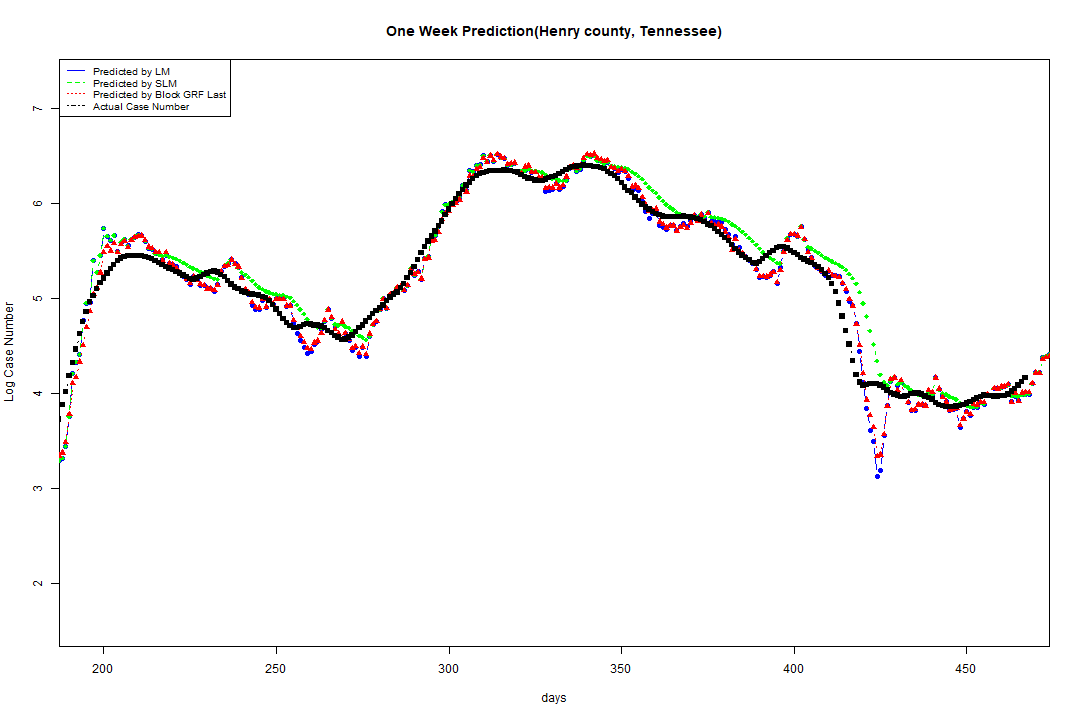 One Week Prediction(Henry county, Tennessee)
Predicted by LM
Predicted by SLM
Predicted by Block GRF Last
Actual Case Number
7
6
5
4
3
2
Log Case Number
200 250 300 350 400 450
days